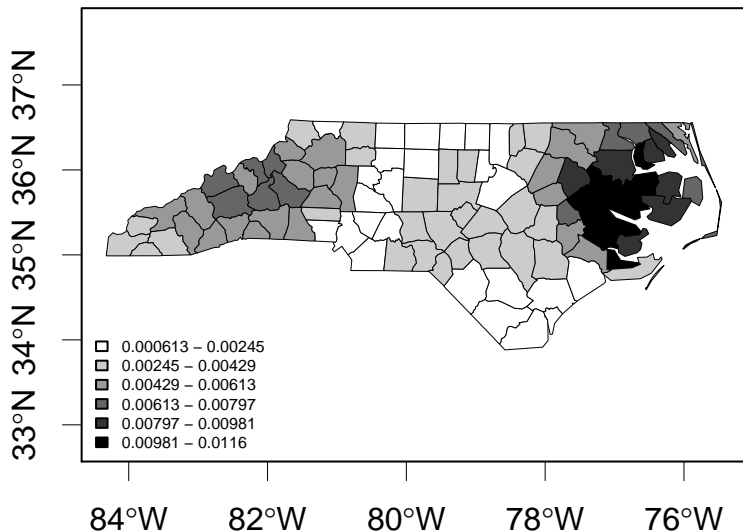 37°N
36°N
35°N
34°N
33°N
0.000613 – 0.00245
0.00245 – 0.00429
0.00429 – 0.00613
0.00613 – 0.00797
0.00797 – 0.00981
0.00981 – 0.0116
84°W 82°W 80°W 78°W 76°W